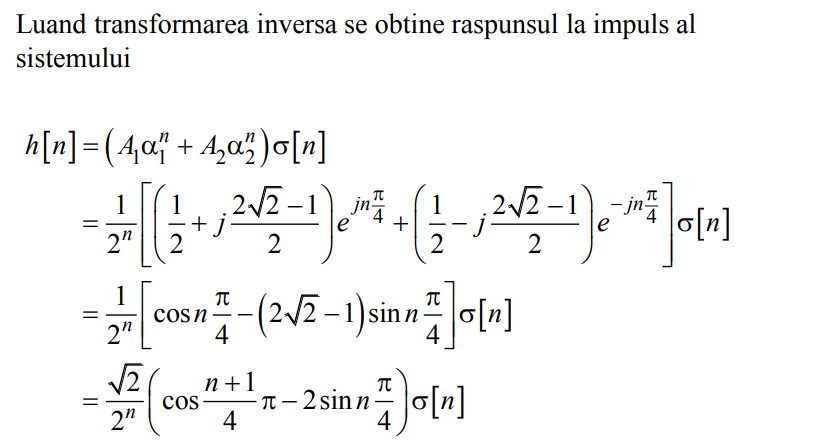 Luand transformarea inversa se obtine raspunsul la impuls al
sistemului
h[n]=(A₁α₁ⁿ + A₂α₂ⁿ)σ[n]
= 1/2ⁿ [(1/2 + j (2√2 − 1)/2) e^(jn π/4) + (1/2 − j (2√2 − 1)/2) e^(−jn π/4)] σ[n]
= 1/2ⁿ [cos n π/4 − (2√2 − 1) sin n π/4] σ[n]
= √2/2ⁿ (cos (n+1)/4 π − 2 sin n π/4) σ[n]